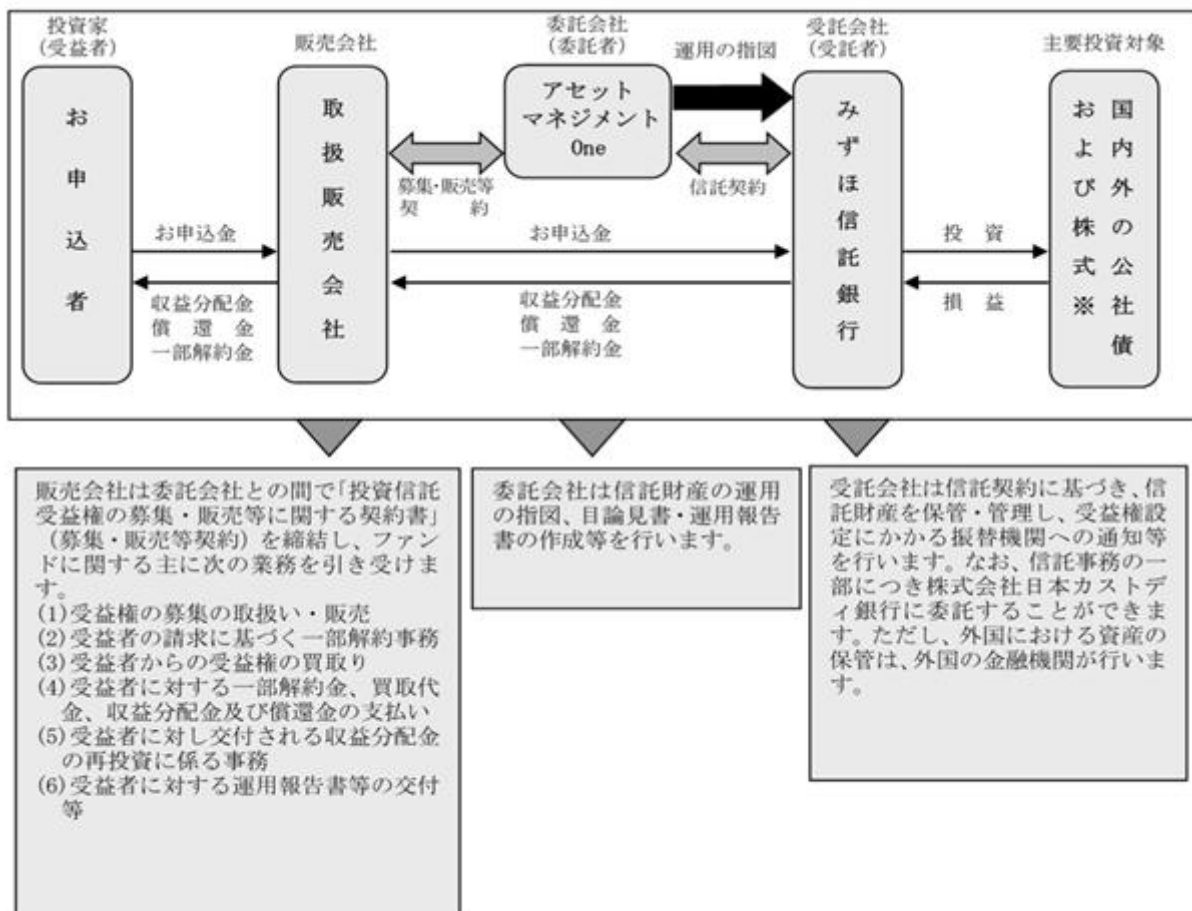 投資家
(受益者)
販売会社
委託会社
(委託者)
運用の指図
受託会社
(受託者)
主要投資対象
お申込者
取扱販売会社
アセット
マネジメント
One
みずほ信託銀行
国内外の公社債
および株式※
募集・販売等
契約
信託契約
お申込金
お申込金
投資
収益分配金
償還金
一部解約金
収益分配金
償還金
一部解約金
損益
販売会社は委託会社との間で「投資信託
受益権の募集・販売等に関する契約書」
（募集・販売等契約）を締結し、ファン
ドに関する主に次の業務を引き受けま
す。
(1)受益権の募集の取扱い・販売
(2)受益者の請求に基づく一部解約事務
(3)受益者からの受益権の買取り
(4)受益者に対する一部解約金、買取代
金、収益分配金及び償還金の支払い
(5)受益者に対し交付される収益分配金
の再投資に係る事務
(6)受益者に対する運用報告書等の交付
等
委託会社は信託財産の運用
の指図、目論見書・運用報告
書の作成等を行います。
受託会社は信託契約に基づき、信
託財産を保管・管理し、受益権設
定にかかる振替機関への通知等
を行います。なお、信託事務の一
部につき株式会社日本カストデ
ィ銀行に委託することができま
す。ただし、外国における資産の
保管は、外国の金融機関が行いま
す。